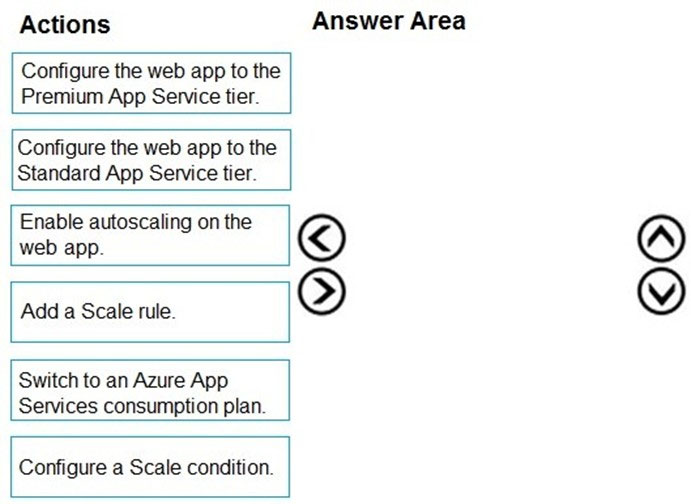 Actions
Answer Area
Configure the web app to the
Premium App Service tier.
Configure the web app to the
Standard App Service tier.
Enable autoscaling on the
web app.
Add a Scale rule.
Switch to an Azure App
Services consumption plan.
Configure a Scale condition.